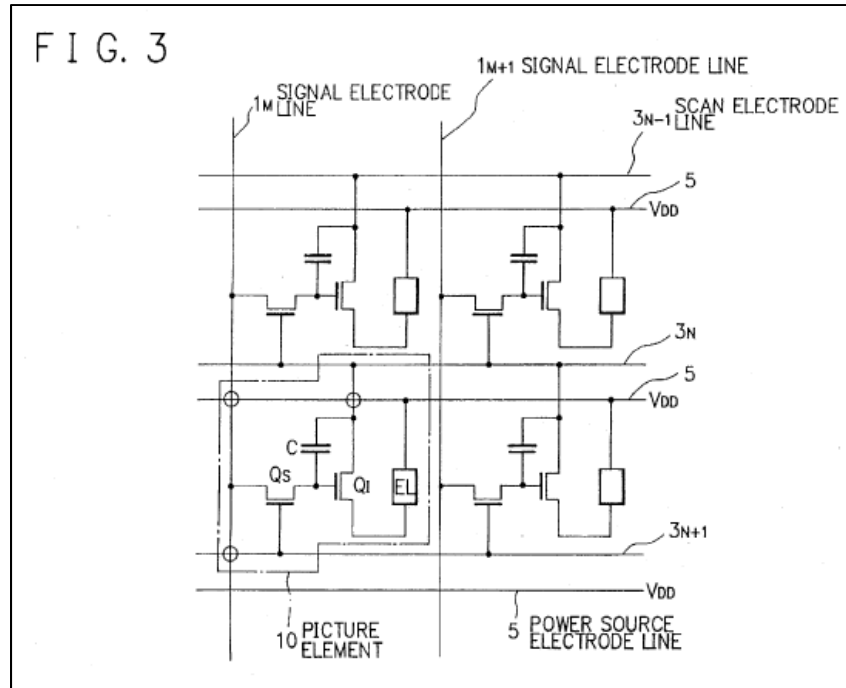 FIG. 3
1M SIGNAL ELECTRODE
LINE
1M+1 SIGNAL ELECTRODE LINE
3N-1 SCAN ELECTRODE
LINE
5
VDD
3N
5
VDD
C
QS
QI
EL
3N+1
VDD
10 PICTURE
ELEMENT
5 POWER SOURCE
ELECTRODE LINE